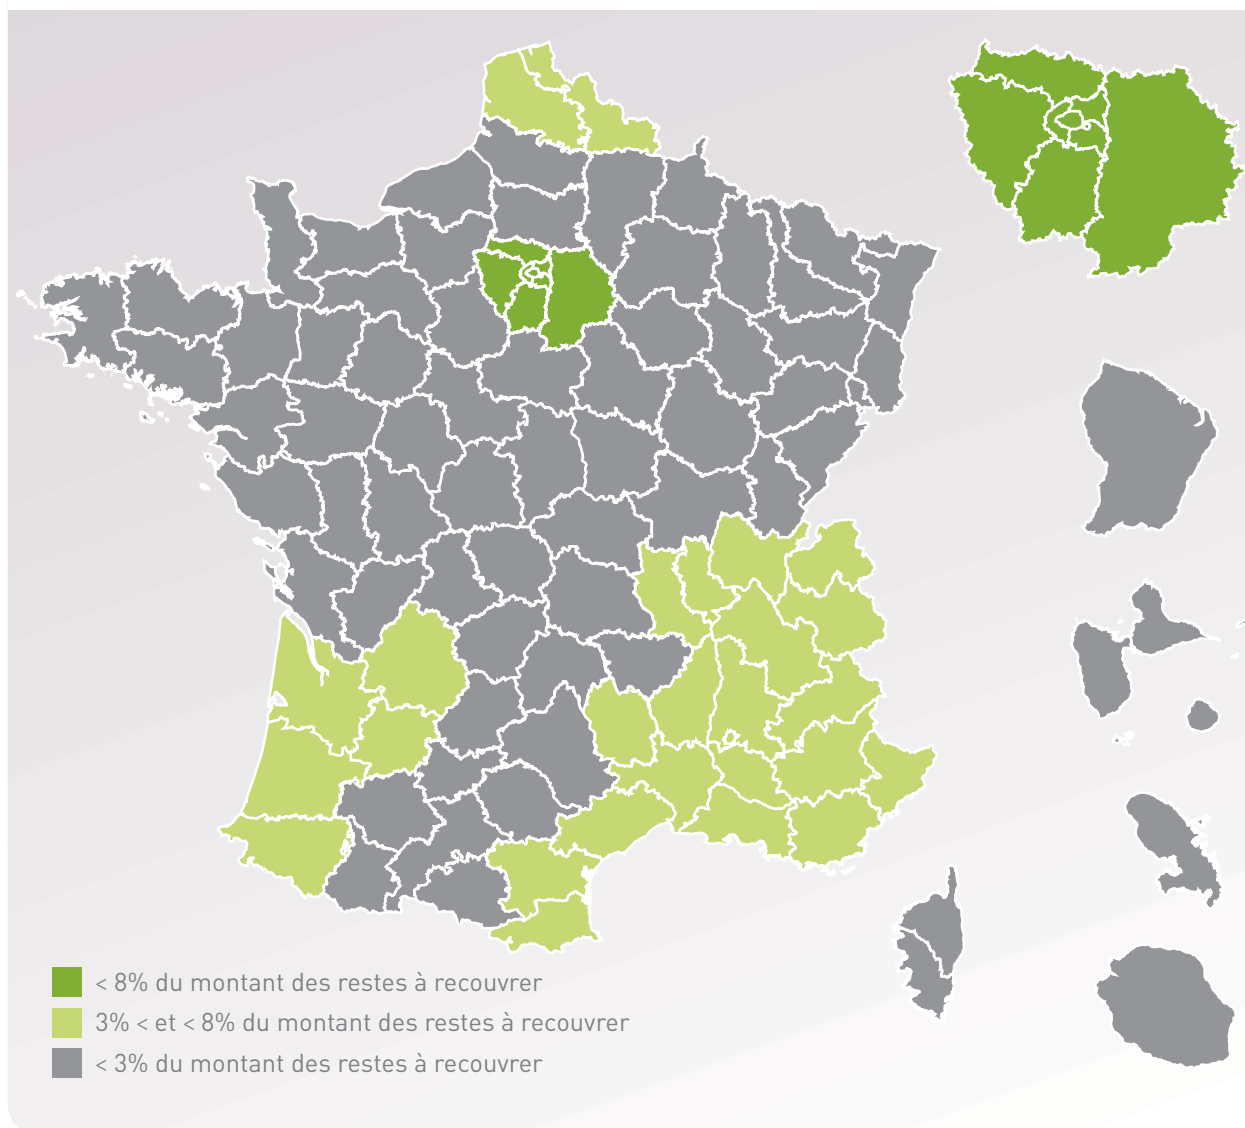 < 8% du montant des restes à recouvrer
3% < et < 8% du montant des restes à recouvrer
< 3% du montant des restes à recouvrer